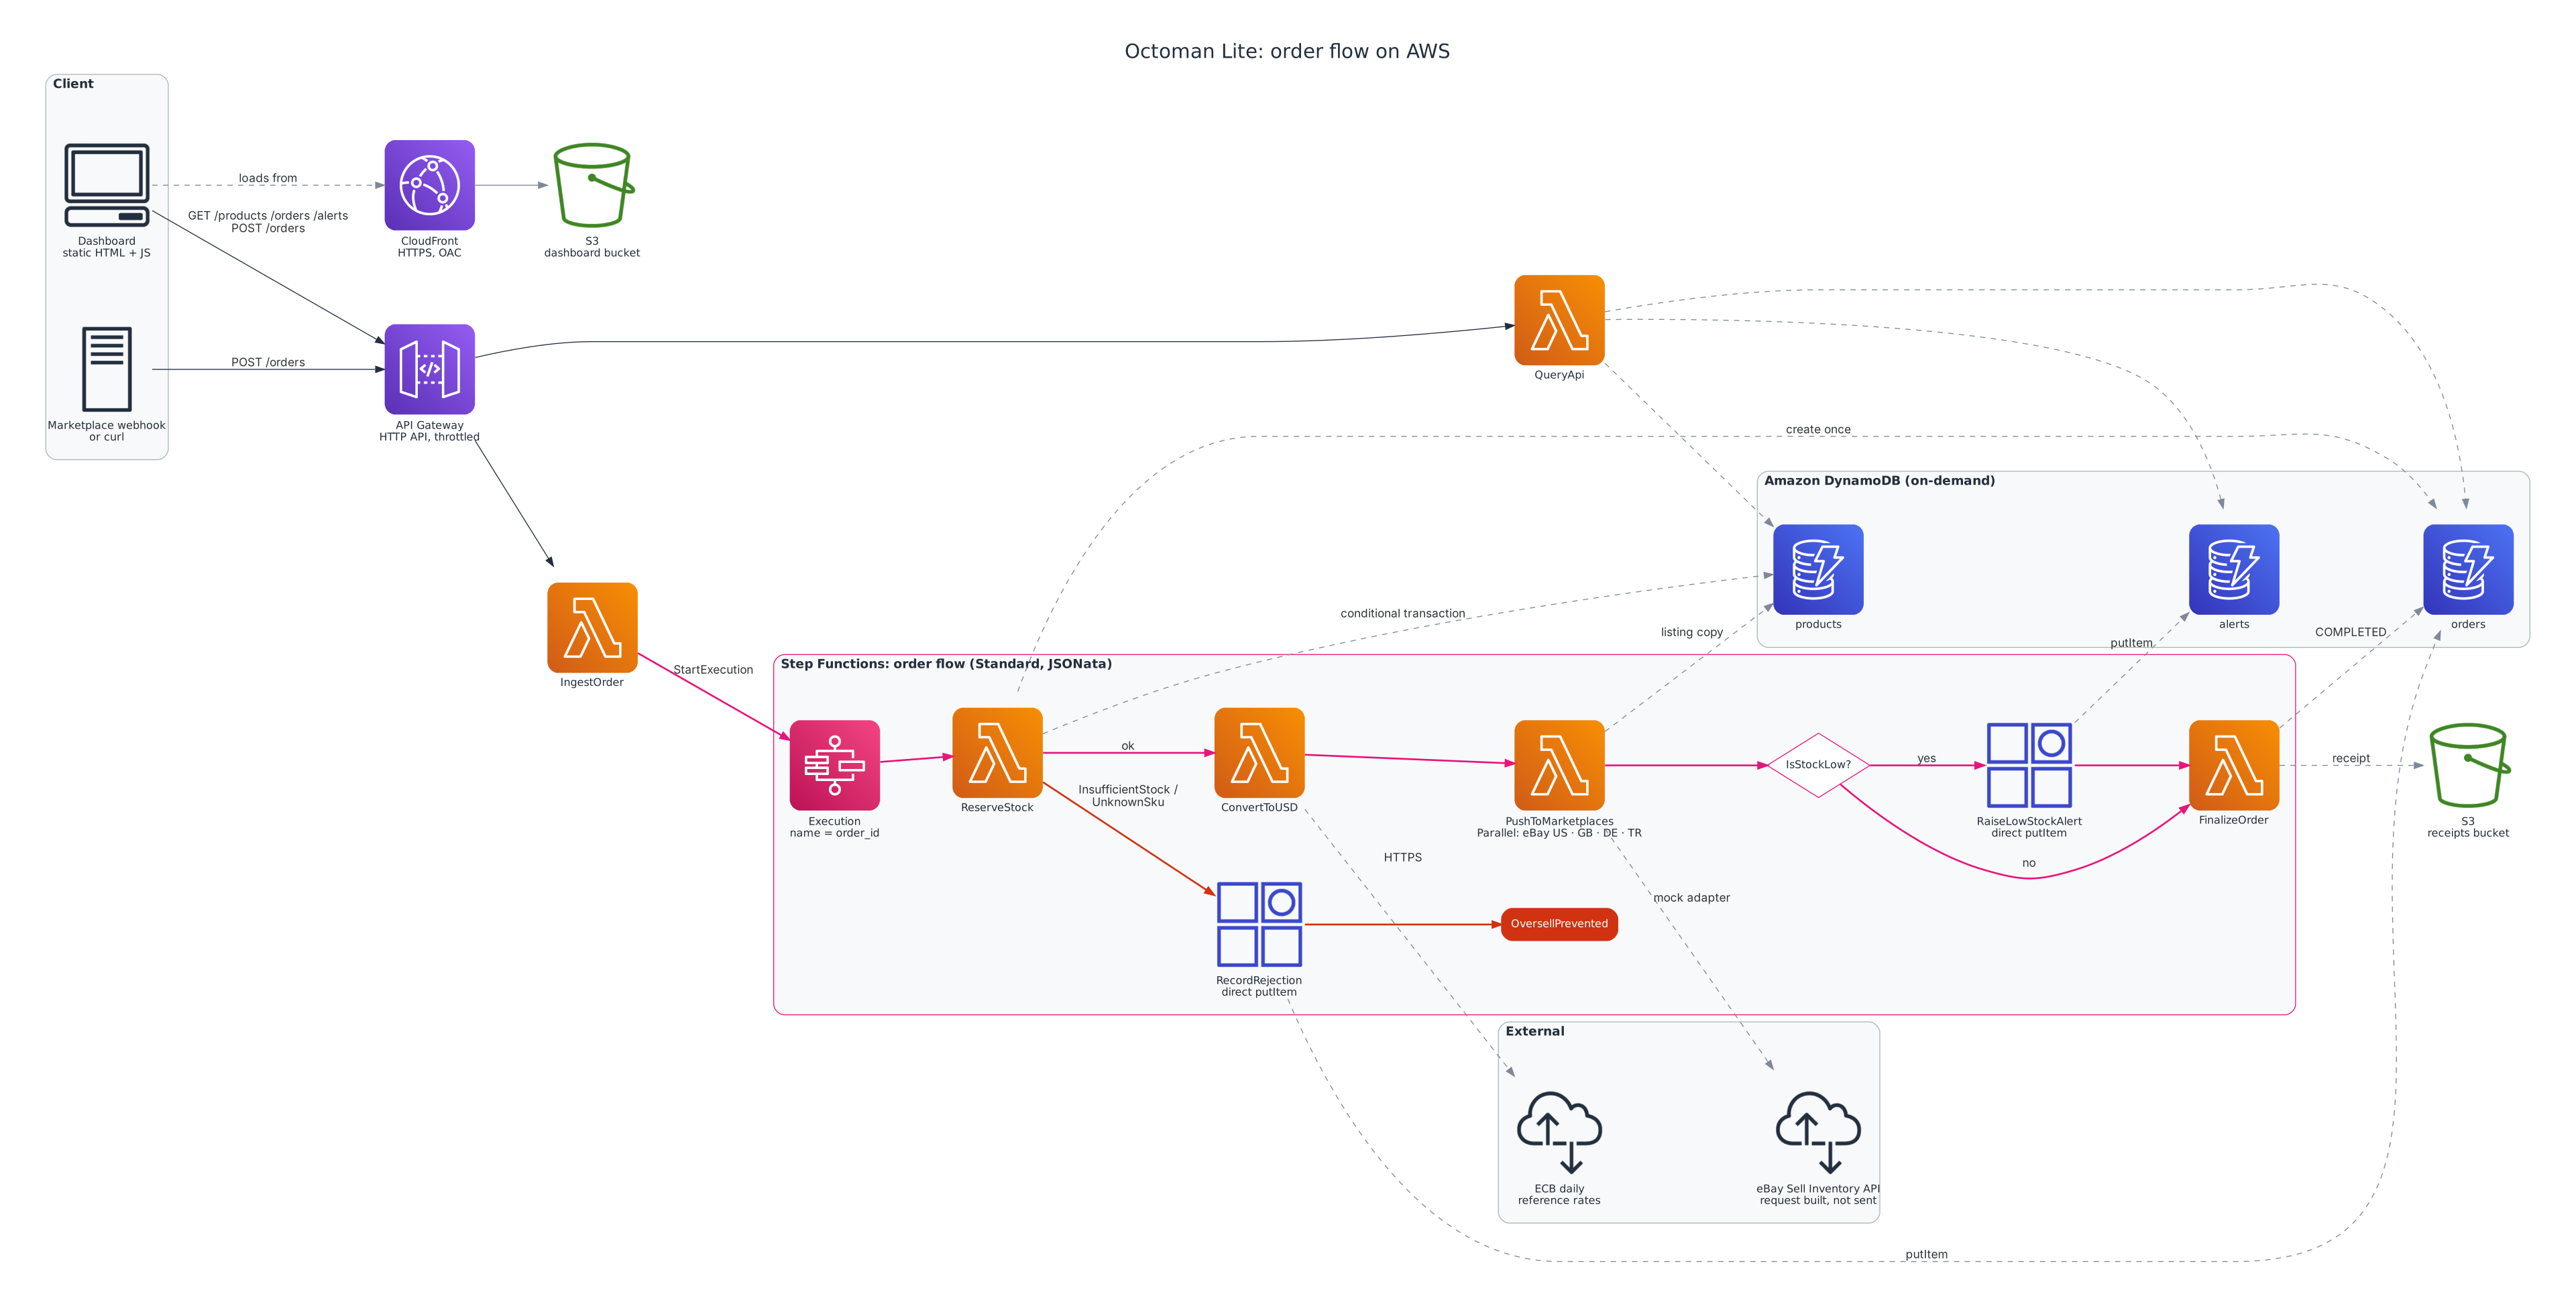 Octoman Lite: order flow on AWS
Client
Dashboard
static HTML + JS
loads from
GET /products /orders /alerts
POST /orders
CloudFront
HTTPS, OAC
S3
dashboard bucket
Marketplace webhook
or curl
POST /orders
API Gateway
HTTP API, throttled
QueryApi
create once
Amazon DynamoDB (on-demand)
products
alerts
orders
conditional transaction
listing copy
putItem
COMPLETED
IngestOrder
StartExecution
Step Functions: order flow (Standard, JSONata)
Execution
name = order_id
ReserveStock
ok
InsufficientStock /
UnknownSku
ConvertToUSD
PushToMarketplaces
Parallel: eBay US · GB · DE · TR
IsStockLow?
yes
no
RaiseLowStockAlert
direct putItem
FinalizeOrder
receipt
S3
receipts bucket
HTTPS
mock adapter
RecordRejection
direct putItem
OversellPrevented
External
ECB daily
reference rates
eBay Sell Inventory API
request built, not sent
putItem